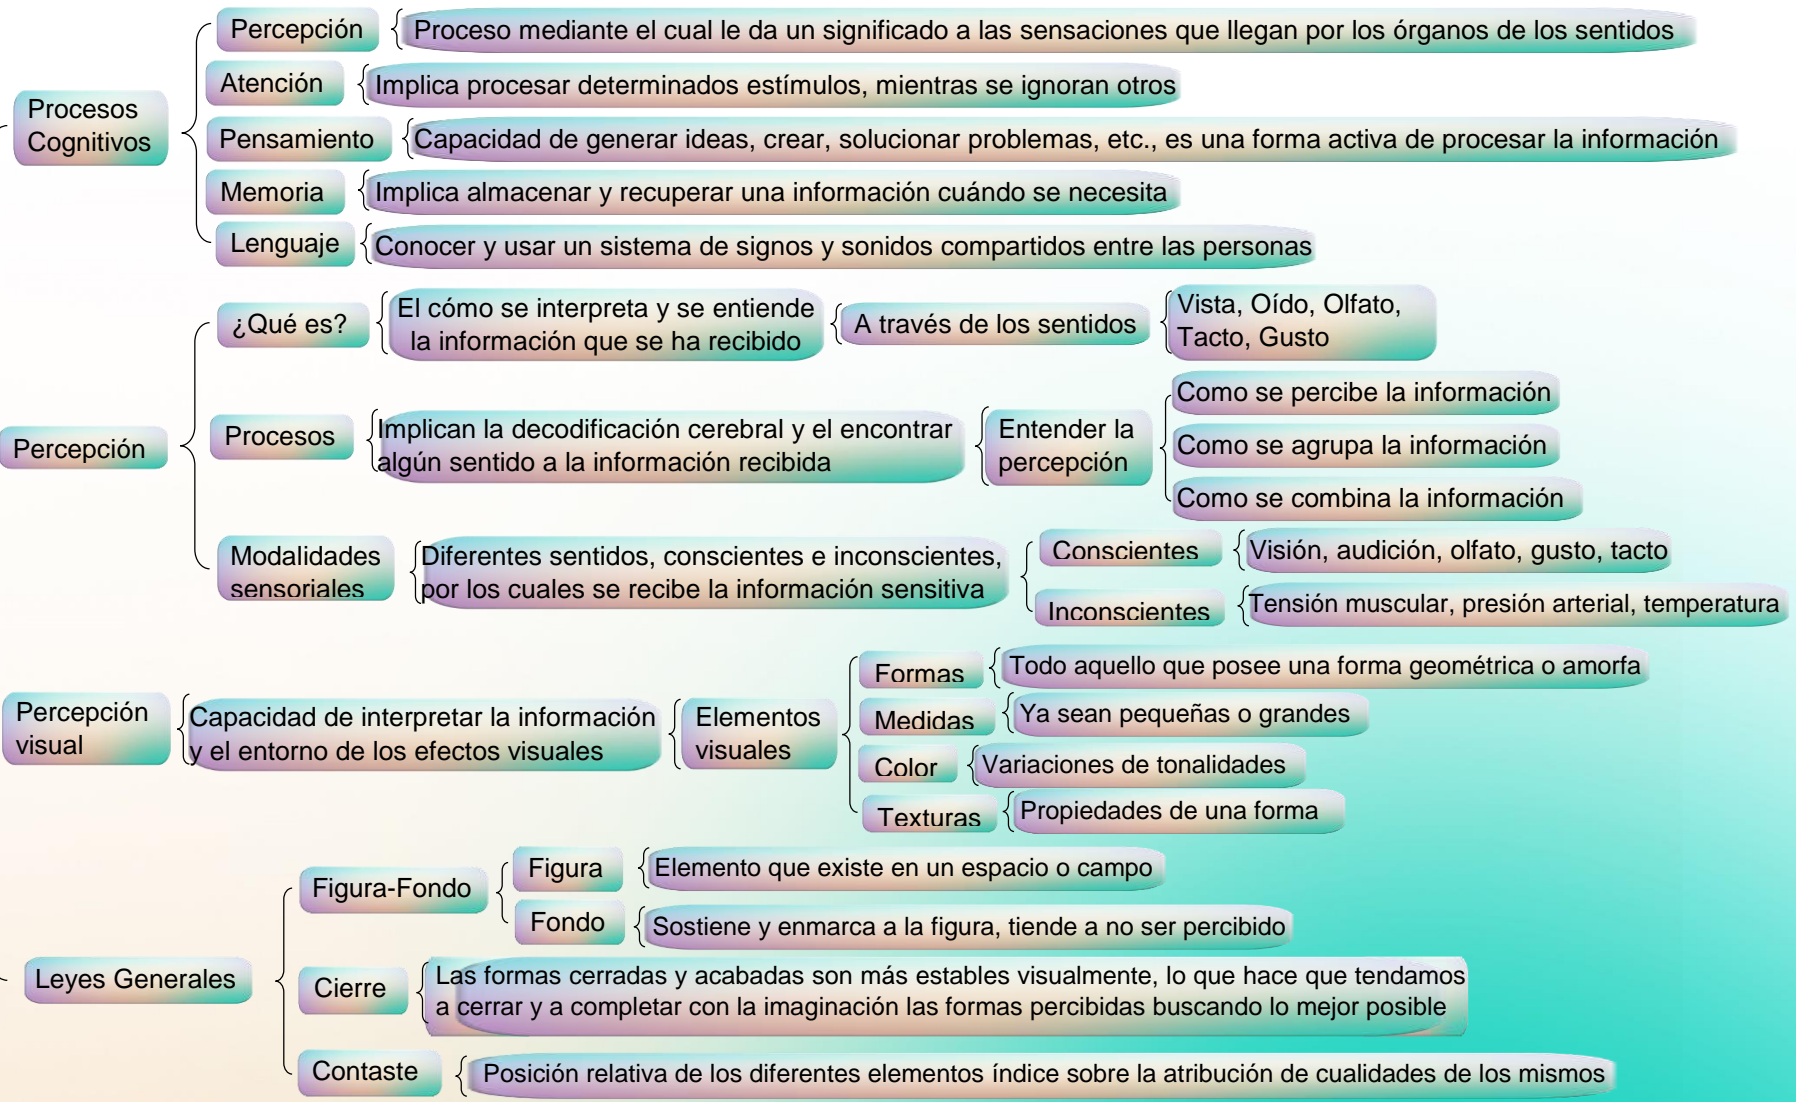 Procesos
Cognitivos
Percepción
Proceso mediante el cual le da un significado a las sensaciones que llegan por los órganos de los sentidos
Atención
Implica procesar determinados estímulos, mientras se ignoran otros
Pensamiento
Capacidad de generar ideas, crear, solucionar problemas, etc., es una forma activa de procesar la información
Memoria
Implica almacenar y recuperar una información cuándo se necesita
Lenguaje
Conocer y usar un sistema de signos y sonidos compartidos entre las personas
Percepción
¿Qué es?
El cómo se interpreta y se entiende
la información que se ha recibido
A través de los sentidos
Vista, Oído, Olfato,
Tacto, Gusto
Procesos
Implican la decodificación cerebral y el encontrar
algún sentido a la información recibida
Entender la
percepción
Como se percibe la información
Como se agrupa la información
Como se combina la información
Modalidades
sensoriales
Diferentes sentidos, conscientes e inconscientes,
por los cuales se recibe la información sensitiva
Conscientes
Visión, audición, olfato, gusto, tacto
Inconscientes
Tensión muscular, presión arterial, temperatura
Percepción
visual
Capacidad de interpretar la información
y el entorno de los efectos visuales
Elementos
visuales
Formas
Todo aquello que posee una forma geométrica o amorfa
Medidas
Ya sean pequeñas o grandes
Color
Variaciones de tonalidades
Texturas
Propiedades de una forma
Leyes Generales
Figura-Fondo
Figura
Elemento que existe en un espacio o campo
Fondo
Sostiene y enmarca a la figura, tiende a no ser percibido
Cierre
Las formas cerradas y acabadas son más estables visualmente, lo que hace que tendamos
a cerrar y a completar con la imaginación las formas percibidas buscando lo mejor posible
Contaste
Posición relativa de los diferentes elementos índice sobre la atribución de cualidades de los mismos